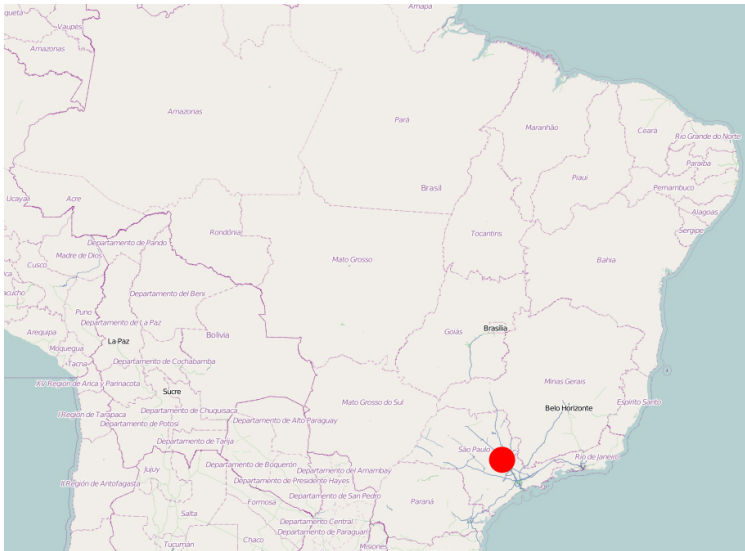 Amapa
queta
Vaupés
Amazonas
Amazonas
Pará
Maranhão
Ceará
Rio Grande do Norte
Paraíba
Piauí
Pernambuco
Brasil
Ucayali
Acre
Alagoas
Sergipe
Rondônia
Tocantins
Departamento de Pando
Madre de Dios
Mato Grosso
Bahia
Cusco
Departamento del Beni
acucho
Puno
Departamento de La Paz
Goiás
Brasília
Arequipa
Bolivia
La Paz
Moquegua
Departamento de Cochabamba
Tacna
XV Región de Arica y Parinacota
Minas Gerais
Sucre
Mato Grosso do Sul
Espírito Santo
Belo Horizonte
I Región de Tarapaca
Departamento de Chuquisaca
Departamento de Potosí
Departamento de Alto Paraguay
Departamento de Tarija
São Paulo
Rio de Janeiro
Jujuy
Departamento de Boquerón
Departamento del Amambay
II Región de Antofagasta
Departamento de Presidente Hayes
Departamento de San Pedro
Paraná
Formosa
Salta
Departamento Central
Departamento de Paraguarí
Chaco
Tucumán
Misiones